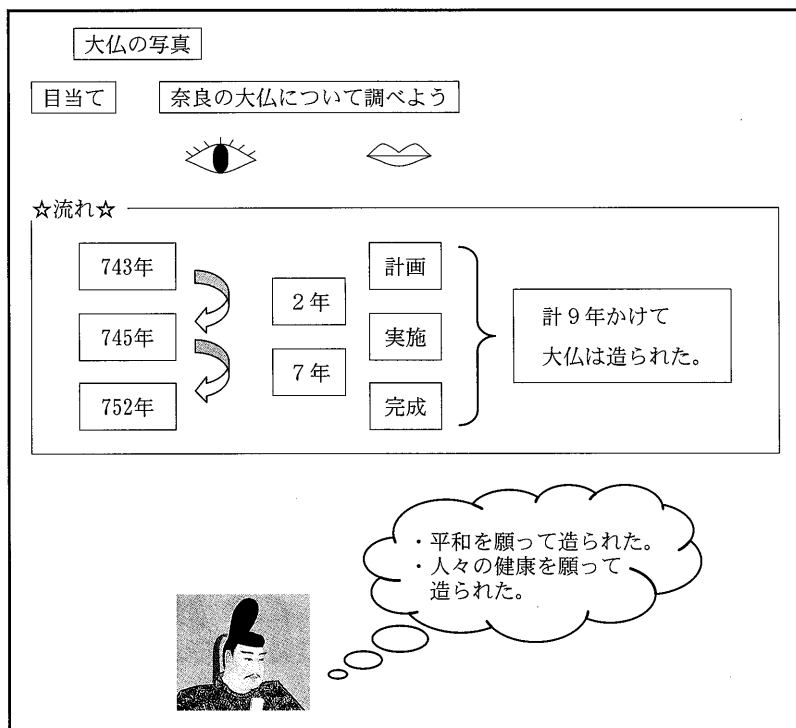 大仏の写真
目当て 奈良の大仏について調べよう
☆流れ☆
743年
745年
752年
2年
7年
計画
実施
完成
計9年かけて
大仏は造られた。
・平和を願って造られた。
・人々の健康を願って
造られた。